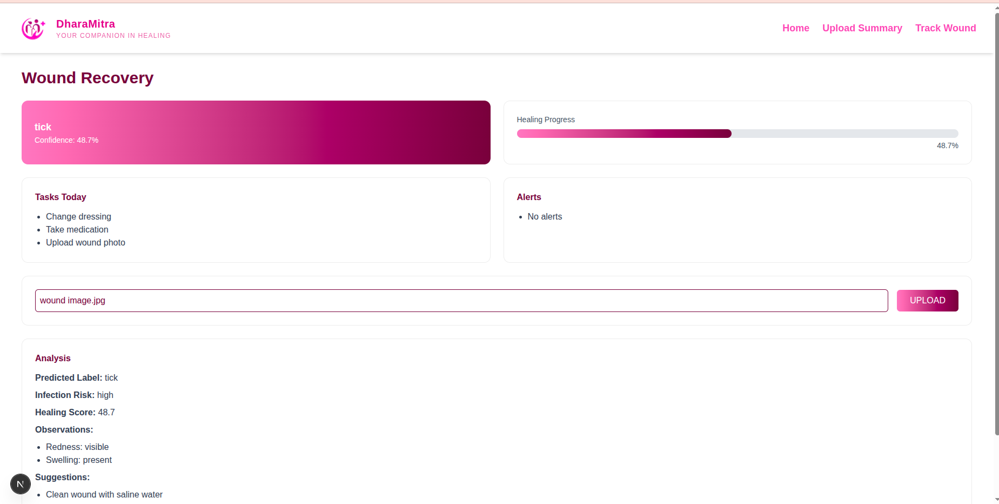 DharaMitra
YOUR COMPANION IN HEALING
Home
Upload Summary
Track Wound
Wound Recovery
tick
Confidence: 48.7%
Healing Progress
48.7%
Tasks Today
Change dressing
Take medication
Upload wound photo
Alerts
No alerts
wound image.jpg
UPLOAD
Analysis
Predicted Label: tick
Infection Risk: high
Healing Score: 48.7
Observations:
Redness: visible
Swelling: present
Suggestions:
Clean wound with saline water
N